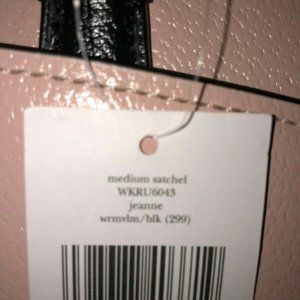 medium satchel
WKRU6043
jeanne
wrmvlm/blk (299)